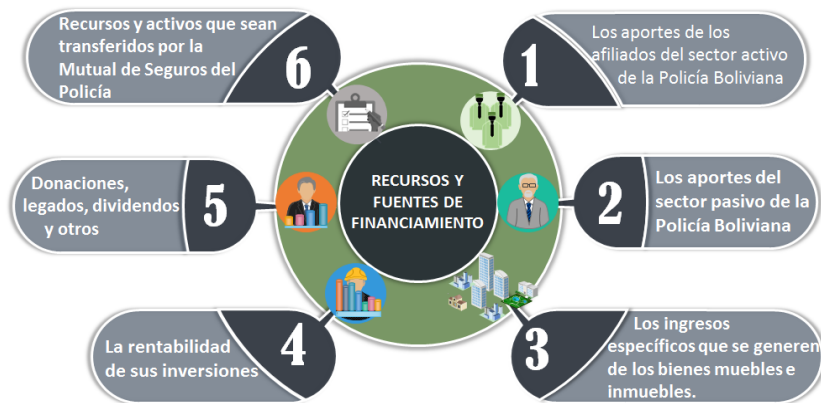 RECURSOS Y
FUENTES DE
FINANCIAMIENTO
1
Los aportes de los
afiliados del sector activo
de la Policía Boliviana
2
Los aportes del
sector pasivo de la
Policía Boliviana
3
Los ingresos
específicos que se generen
de los bienes muebles e
inmuebles.
4
La rentabilidad
de sus inversiones
5
Donaciones,
legados, dividendos
y otros
6
Recursos y activos que sean
transferidos por la
Mutual de Seguros del
Policía